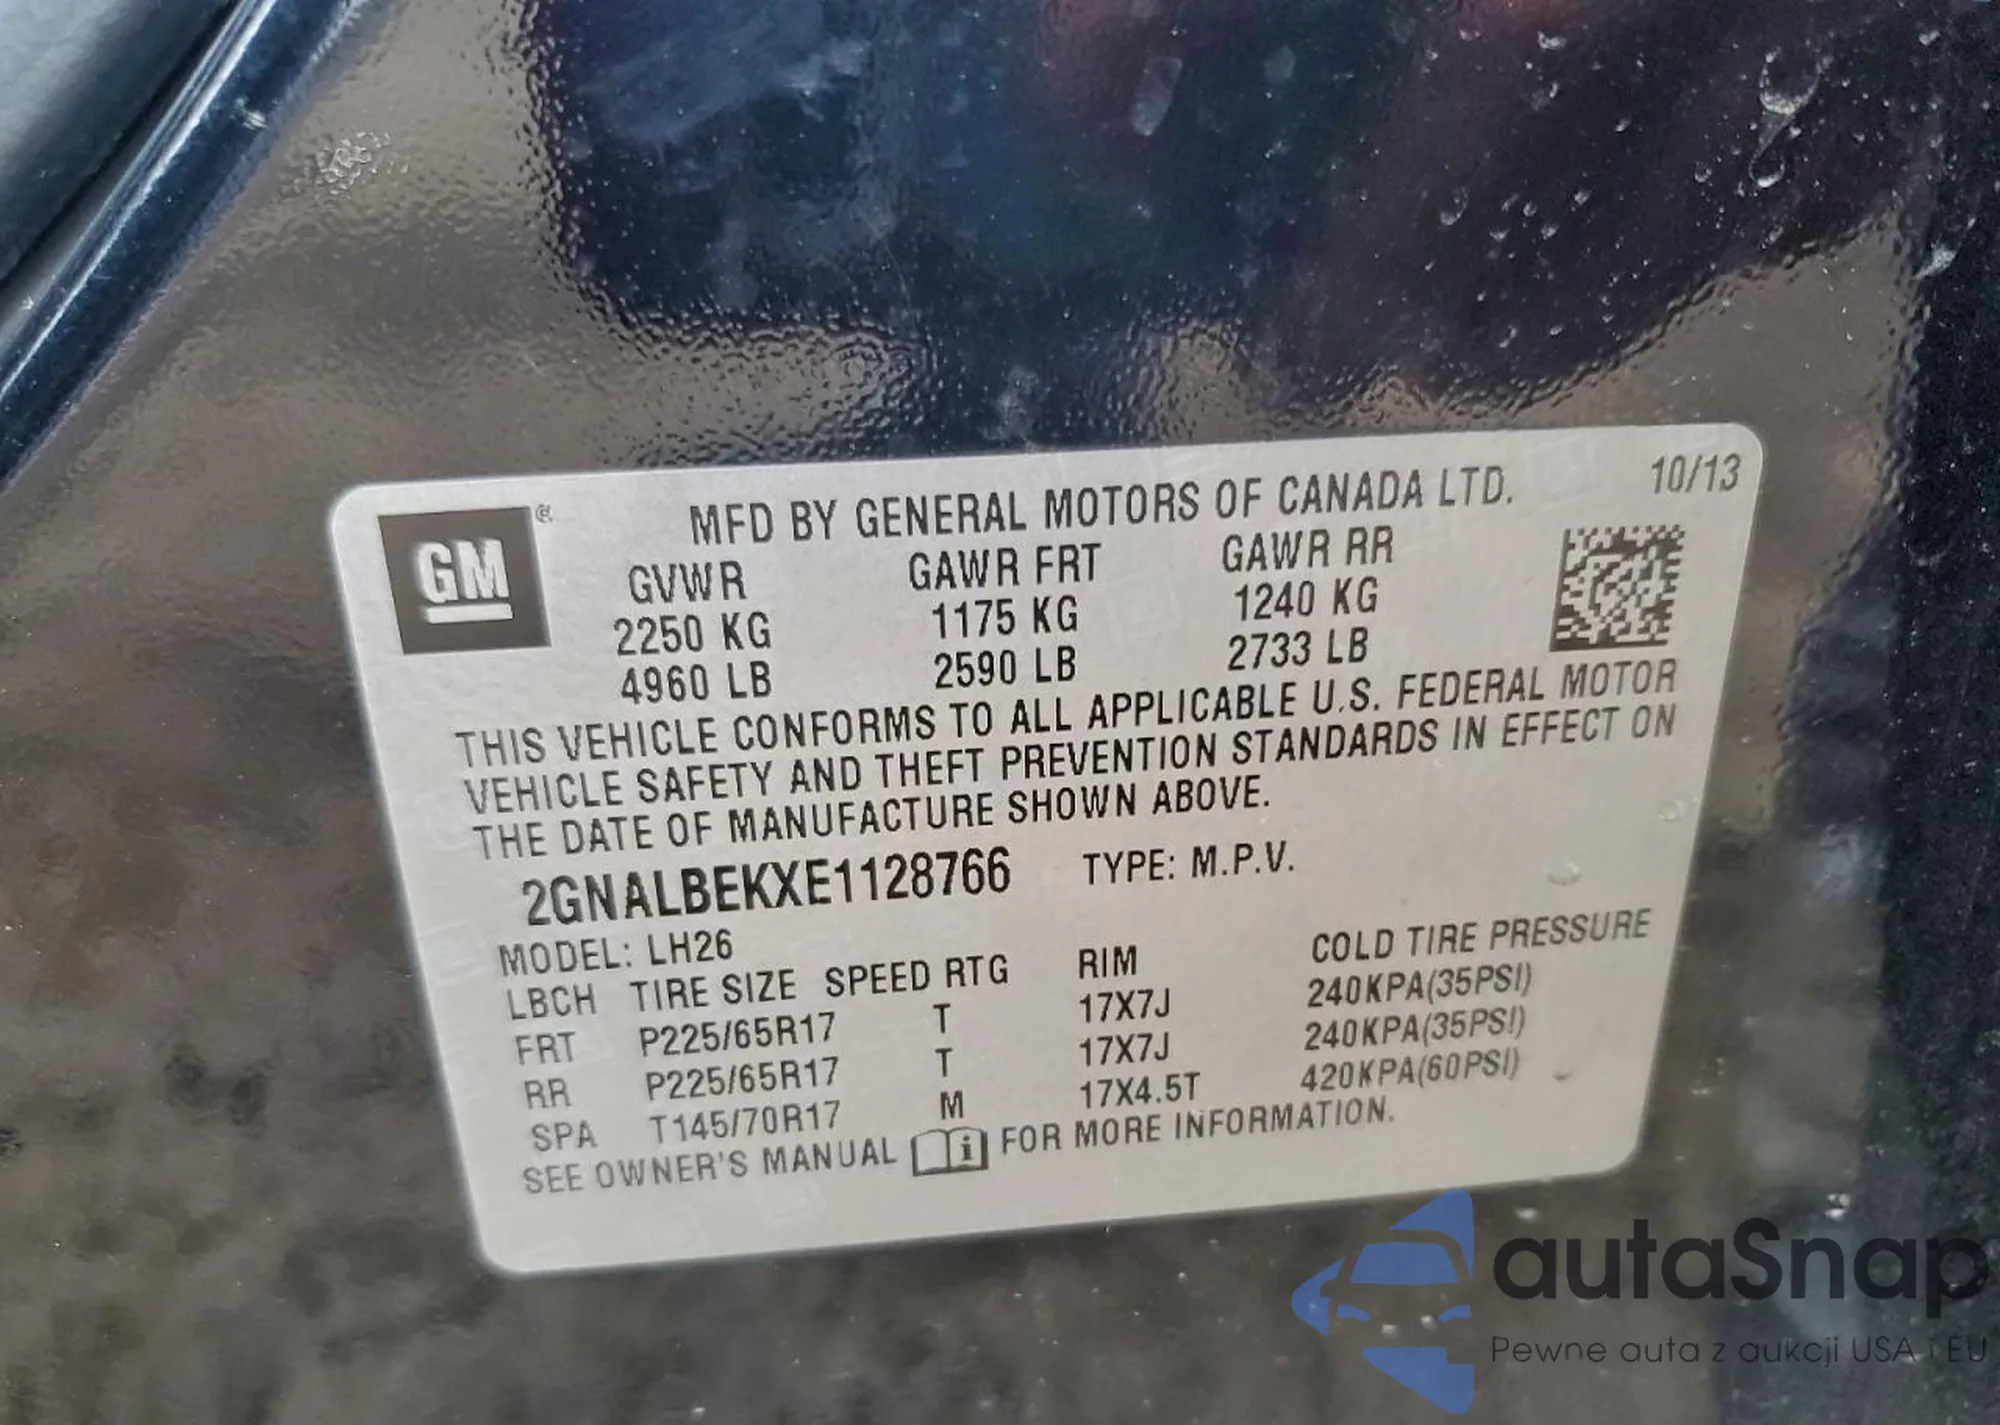 GM
®
MFD BY GENERAL MOTORS OF CANADA LTD.
10/13
GVWR GAWR FRT GAWR RR
2250 KG 1175 KG 1240 KG
4960 LB 2590 LB 2733 LB
THIS VEHICLE CONFORMS TO ALL APPLICABLE U.S. FEDERAL MOTOR
VEHICLE SAFETY AND THEFT PREVENTION STANDARDS IN EFFECT ON
THE DATE OF MANUFACTURE SHOWN ABOVE.
2GNALBEKXE1128766 TYPE: M.P.V.
MODEL: LH26
LBCH TIRE SIZE SPEED RTG RIM COLD TIRE PRESSURE
FRT P225/65R17 T 17X7J 240KPA(35PSI)
RR P225/65R17 T 17X7J 240KPA(35PSI)
SPA T145/70R17 M 17X4.5T 420KPA(60PSI)
SEE OWNER'S MANUAL FOR MORE INFORMATION.
autaSnap
Pewne auta z aukcji USA i EU